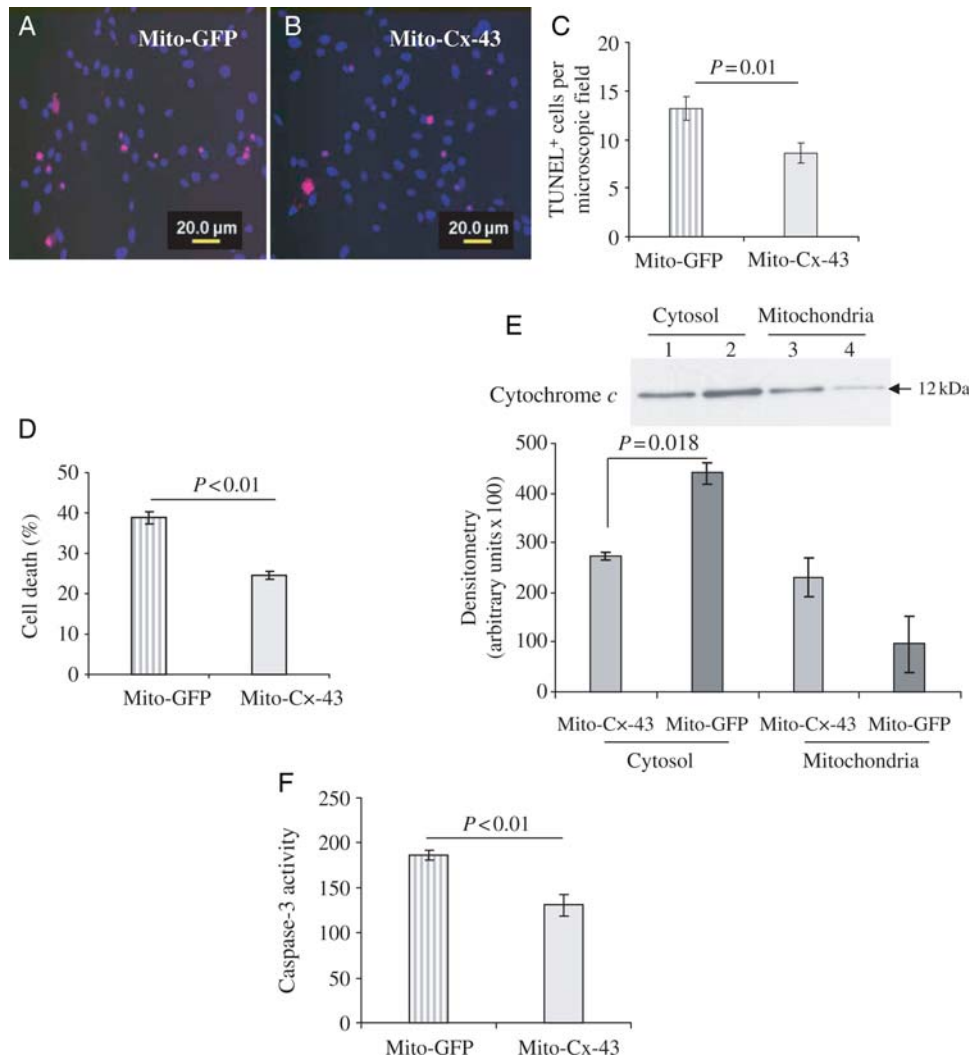 A
Mito-GFP
20.0 µm
B
Mito-Cx-43
20.0 µm
C
TUNEL+ cells per
microscopic field
20
15
10
5
0
P=0.01
Mito-GFP
Mito-Cx-43
D
Cell death (%)
50
40
30
20
10
0
P<0.01
Mito-GFP
Mito-Cx-43
E
Cytosol
Mitochondria
1
2
3
4
Cytochrome c
12 kDa
Densitometry
(arbitrary units x 100)
500
400
300
200
100
0
P=0.018
Mito-Cx-43
Mito-GFP
Mito-Cx-43
Mito-GFP
Cytosol
Mitochondria
F
Caspase-3 activity
250
200
150
100
50
0
P<0.01
Mito-GFP
Mito-Cx-43